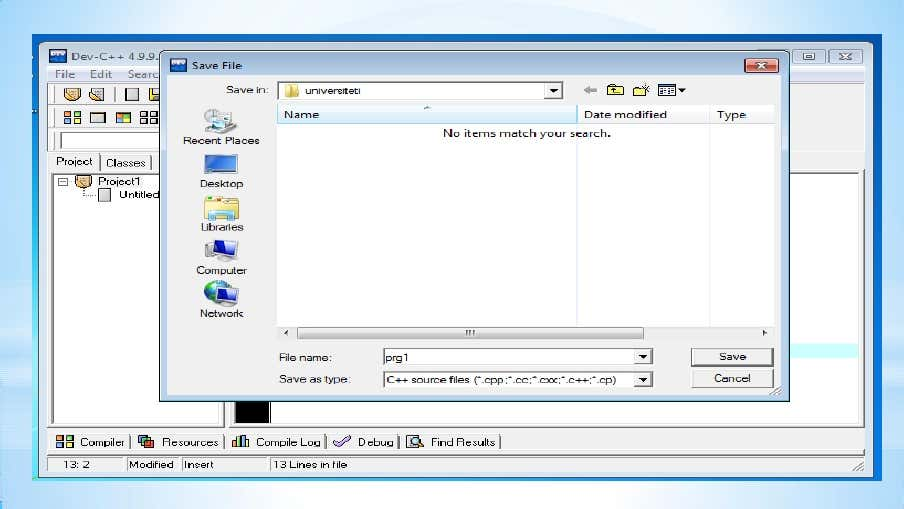 Dev-C++ 4.9.9.
Save File
File Edit Searc
Save in: universiteti
Name Date modified Type
No items match your search.
Recent Places
Project Classes
Desktop
Project1
Untitled
Libraries
Computer
Network
File name: prg1 Save
Save as type: C++ source files (*.cpp;*.cc;*.cxx;*.c++;*.cp) Cancel
Compiler Resources Compile Log Debug Find Results
13: 2 Modified Insert 13 Lines in file